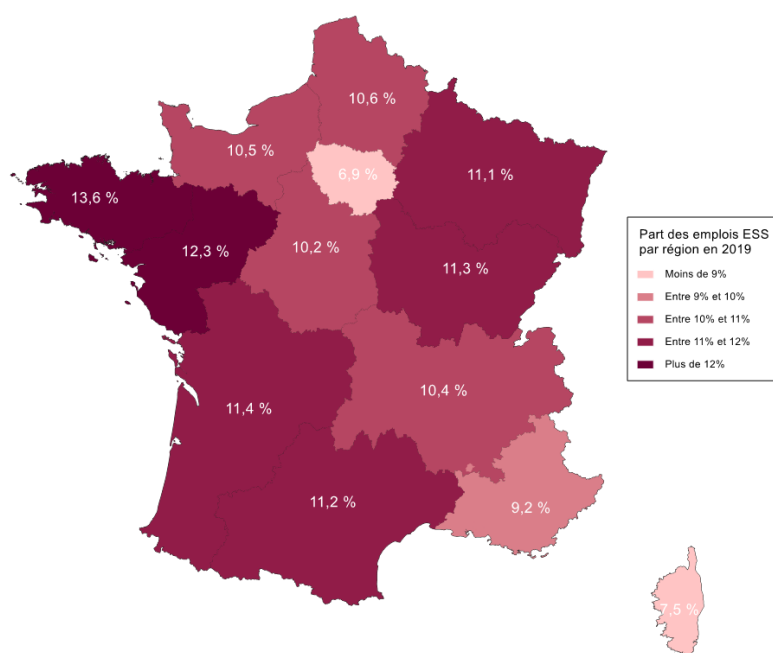 10,6 %
10,5 %
6,9 %
11,1 %
13,6 %
12,3 %
10,2 %
11,3 %
Part des emplois ESS
par région en 2019
Moins de 9%
Entre 9% et 10%
Entre 10% et 11%
Entre 11% et 12%
Plus de 12%
10,4 %
11,4 %
11,2 %
9,2 %
7,5 %